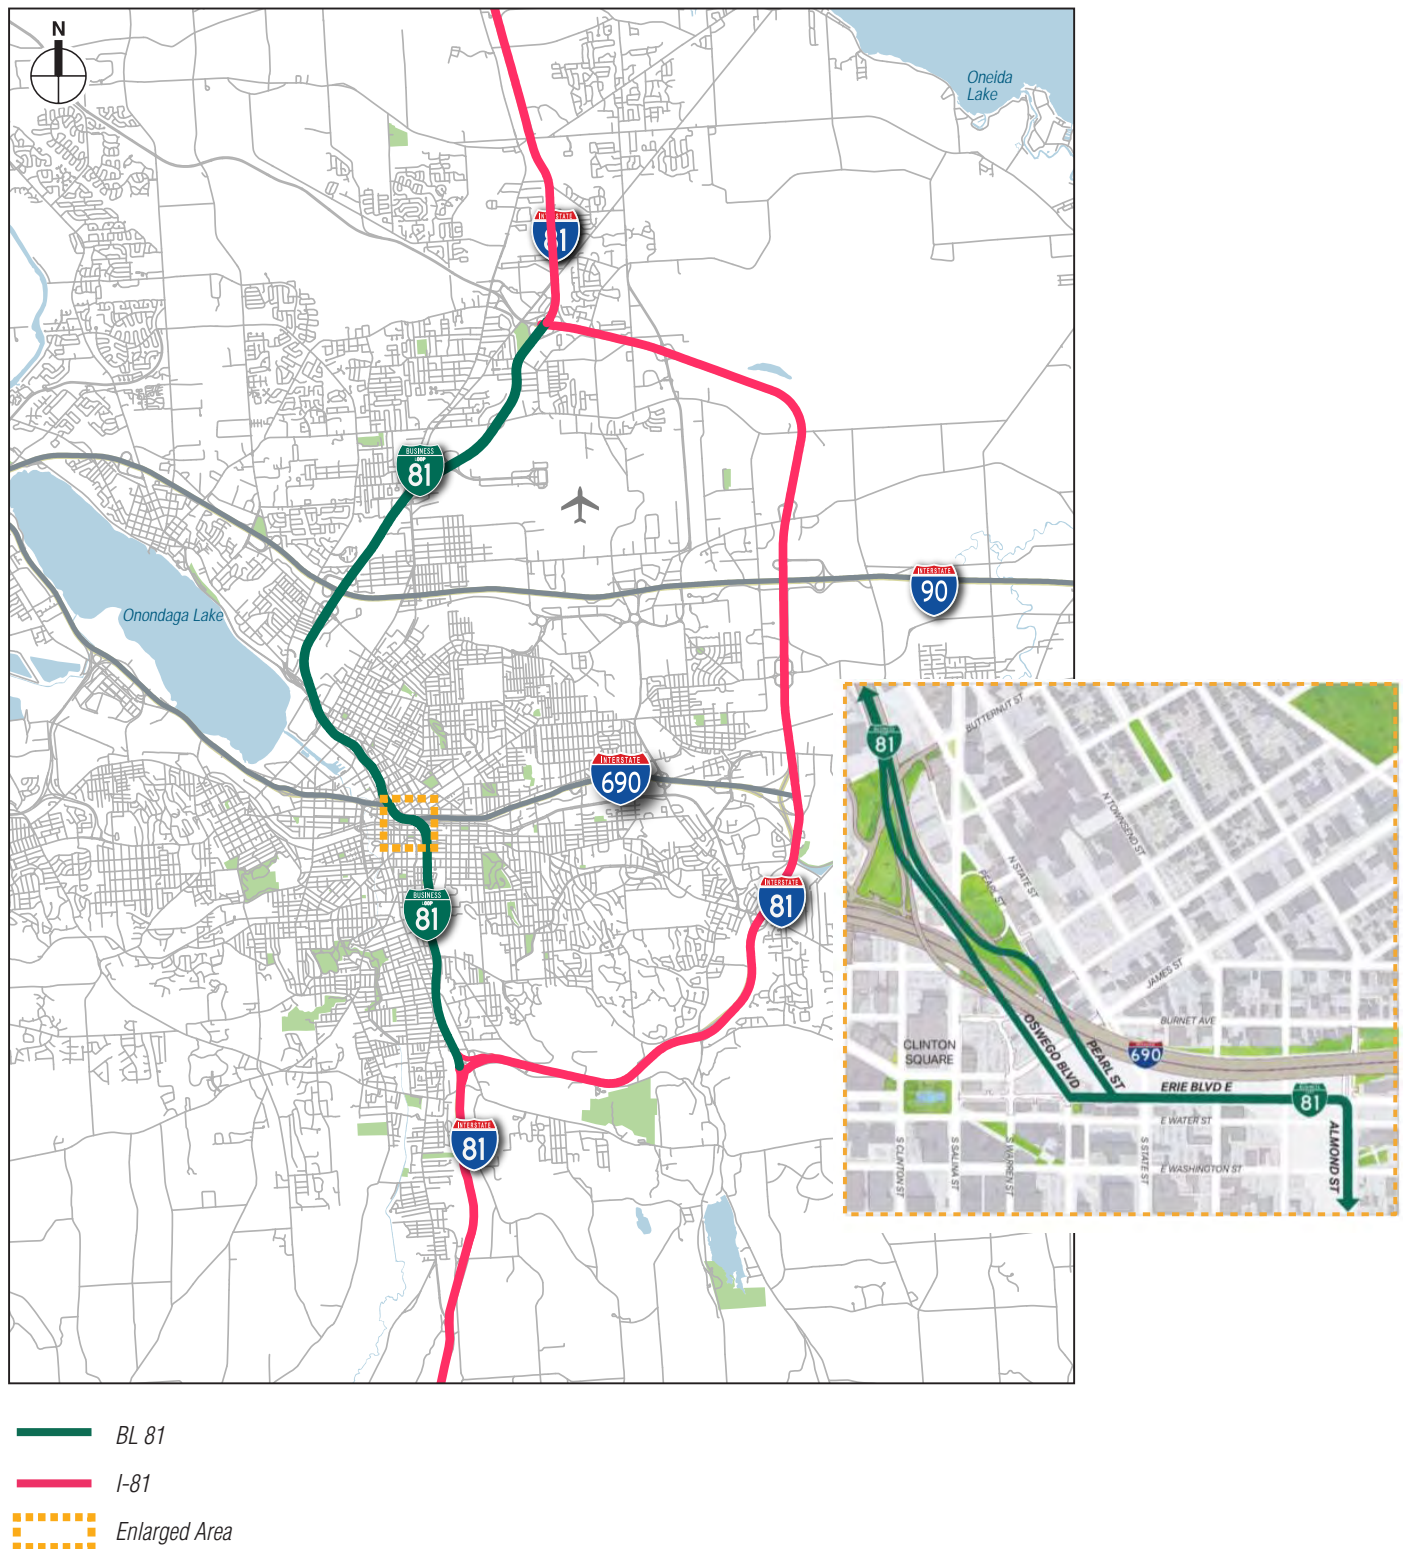 N
Oneida
Lake
INTERSTATE
81
BUSINESS
LOOP
81
INTERSTATE
90
Onondaga Lake
INTERSTATE
690
BUSINESS
LOOP
81
INTERSTATE
81
INTERSTATE
81
81
BUTTERNUT ST
N TOWNSEND ST
N STATE ST
PEARL ST
JAMES ST
BURNET AVE
OSWEGO BLVD
PEARL ST
690
CLINTON
SQUARE
ERIE BLVD E
81
E WATER ST
ALMOND ST
S CLINTON ST
S SALINA ST
S WARREN ST
S STATE ST
E WASHINGTON ST
BL 81
I-81
Enlarged Area